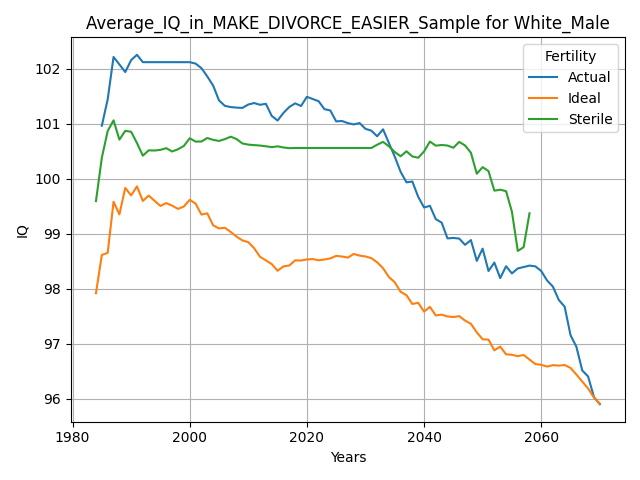 Average_IQ_in_MAKE_DIVORCE_EASIER_Sample for White_Male
Fertility
Actual
Ideal
Sterile
IQ
102
101
100
99
98
97
96
1980
2000
2020
2040
2060
Years